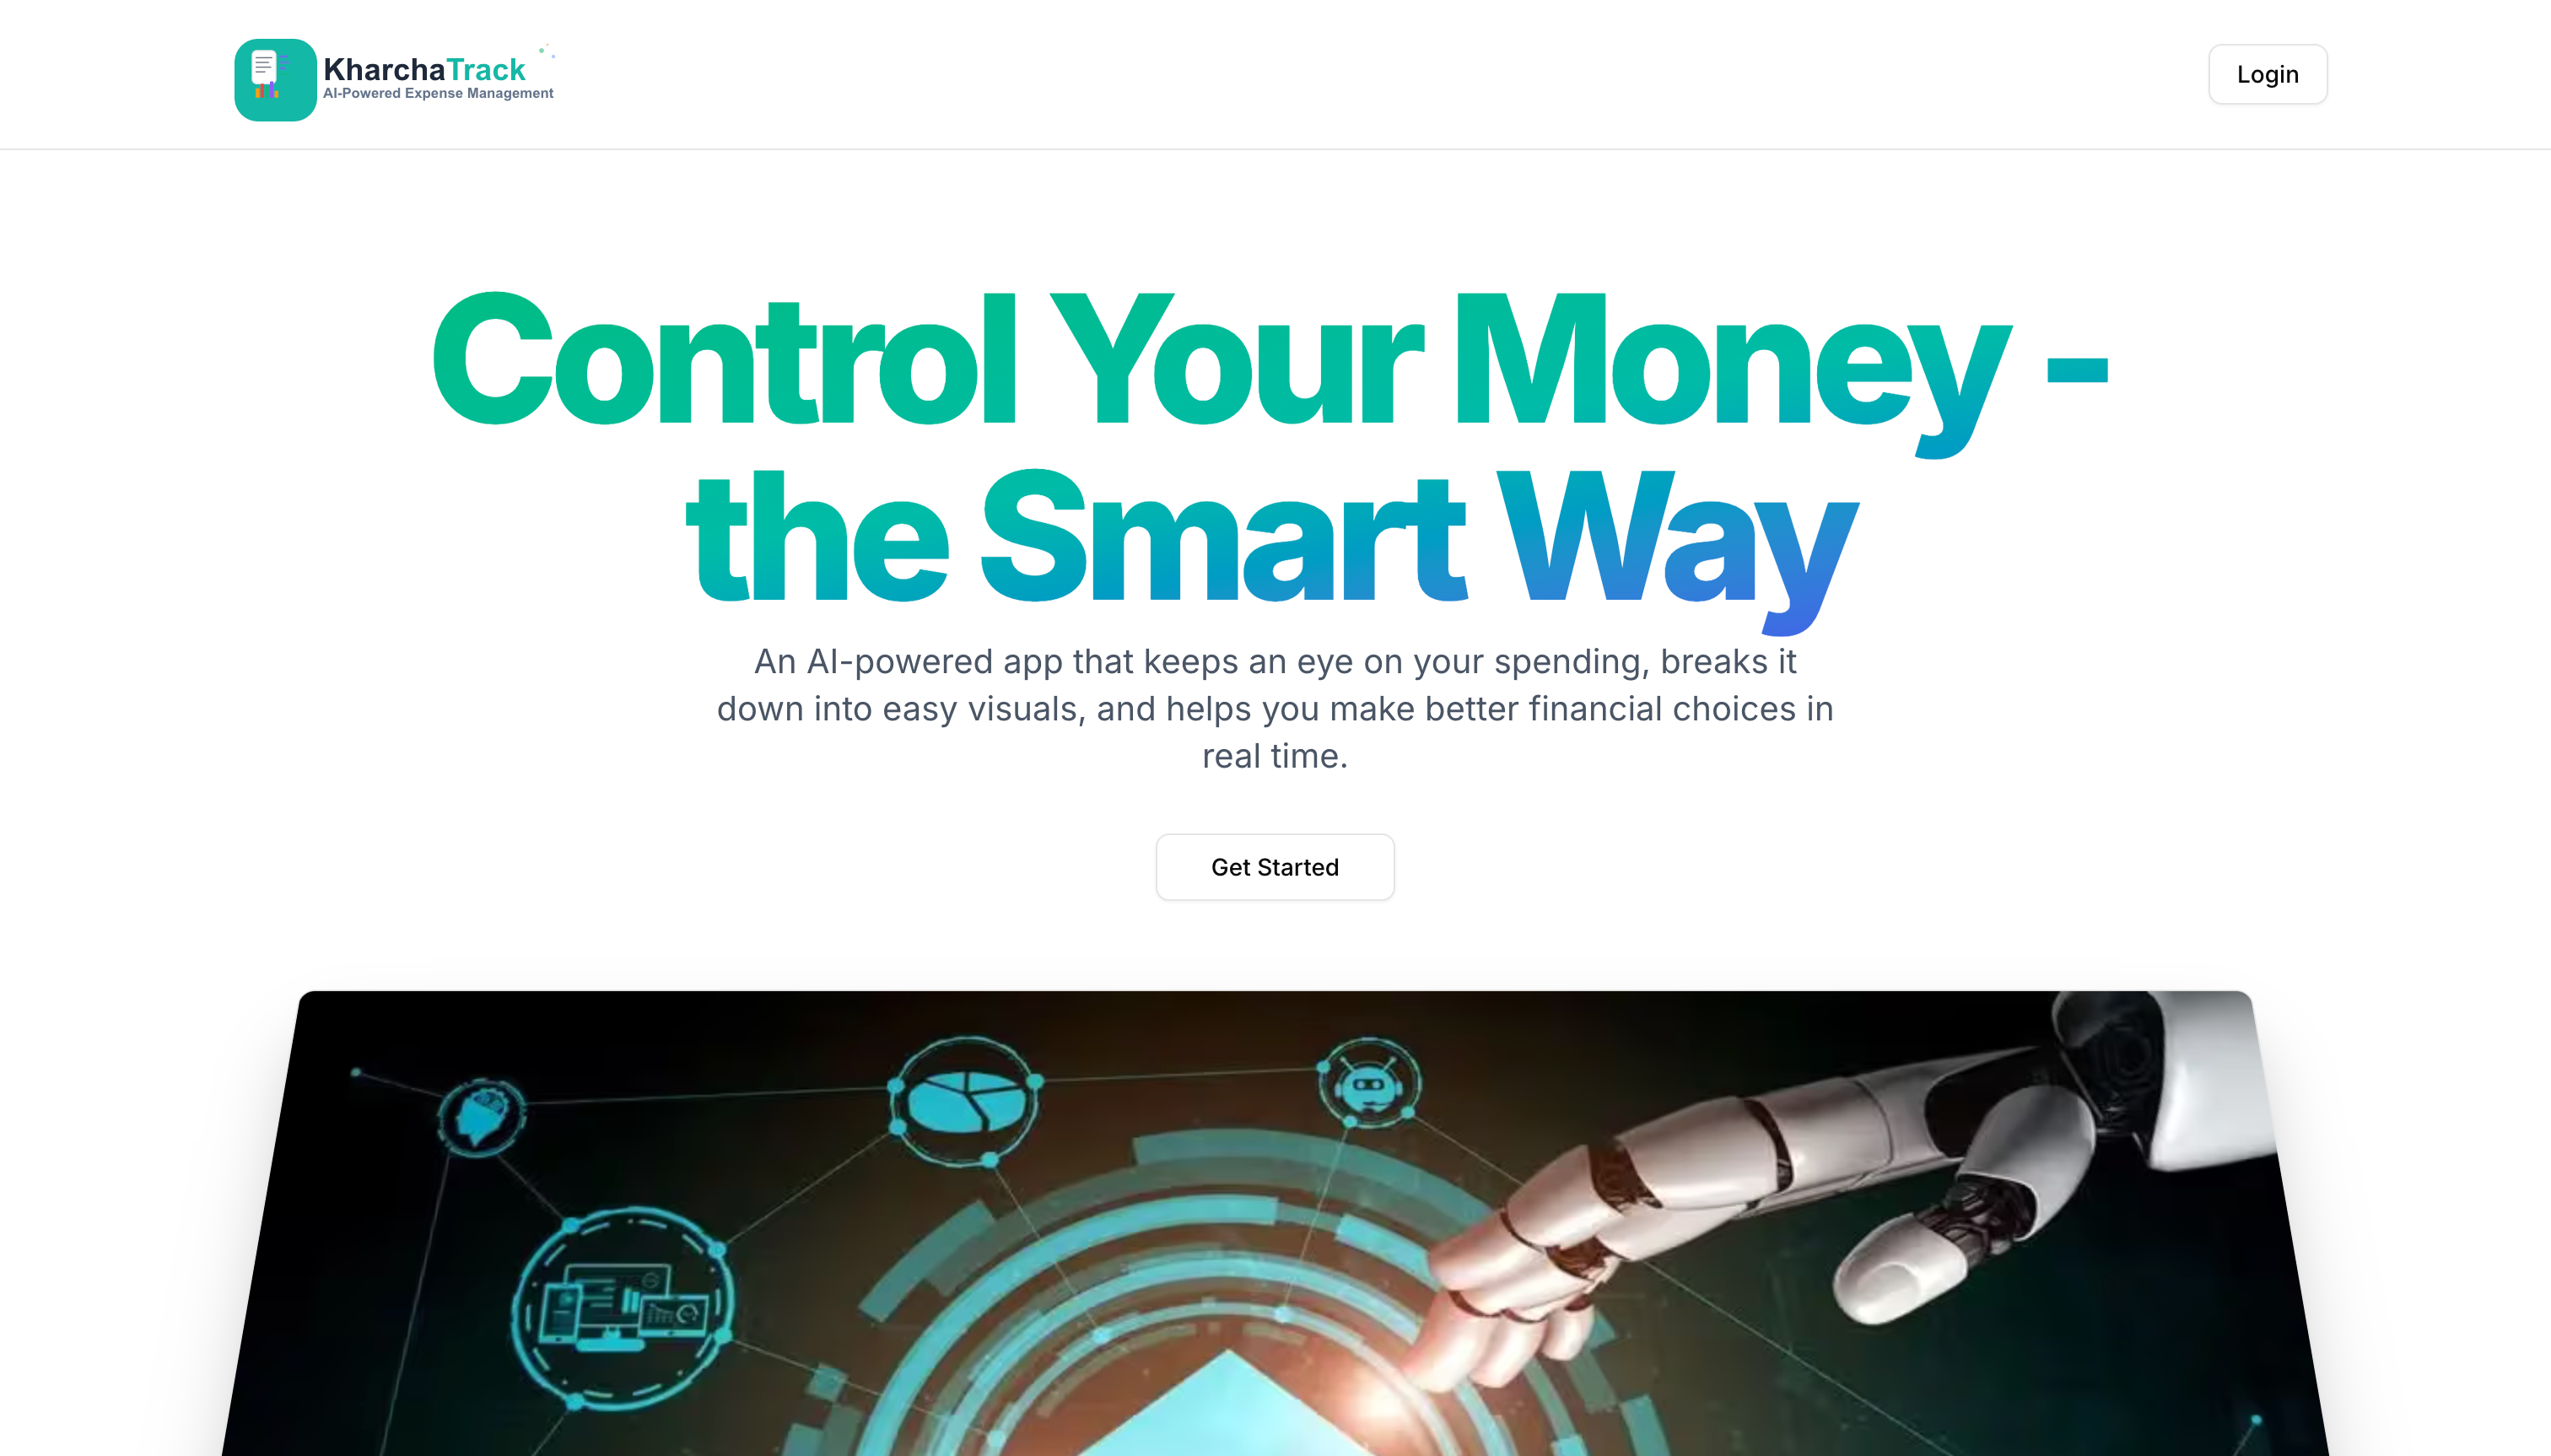 KharchaTrack
AI-Powered Expense Management
Login
Control Your Money -
the Smart Way
An AI-powered app that keeps an eye on your spending, breaks it
down into easy visuals, and helps you make better financial choices in
real time.
Get Started